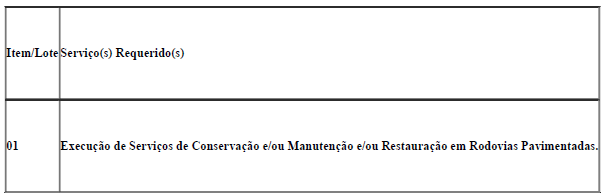 Item/Lote Serviço(s) Requerido(s)
01 Execução de Serviços de Conservação e/ou Manutenção e/ou Restauração em Rodovias Pavimentadas.